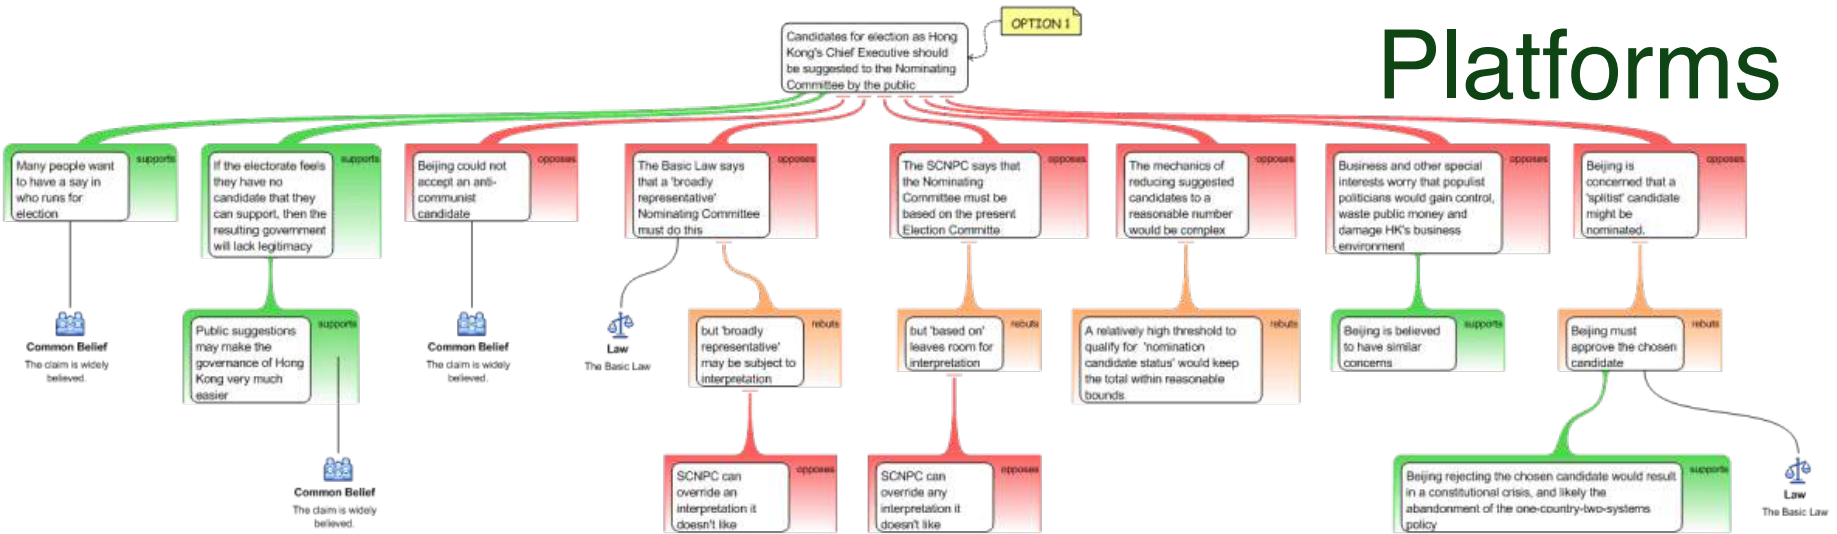 OPTION 1
Platforms
Candidates for election as Hong
Kong's Chief Executive should
be suggested to the Nominating
Committee by the public
supports
Many people want
to have a say in
who runs for
election
supports
If the electorate feels
they have no
candidate that they
can support, then the
resulting government
will lack legitimacy
opposes
Beijing could not
accept an anti-
communist
candidate
opposes
The Basic Law says
that a 'broadly
representative'
Nominating Committee
must do this
opposes
The SCNPC says that
the Nominating
Committee must be
based on the present
Election Committe
opposes
The mechanics of
reducing suggested
candidates to a
reasonable number
would be complex
opposes
Business and other special
interests worry that populist
politicians would gain control,
waste public money and
damage HK's business
environment
opposes
Beijing is
concerned that a
'splitist' candidate
might be
nominated.
Common Belief
The claim is widely
believed.
supports
Public suggestions
may make the
governance of Hong
Kong very much
easier
Common Belief
The claim is widely
believed.
Law
The Basic Law
rebuts
but 'broadly
representative'
may be subject to
interpretation
rebuts
but 'based on'
leaves room for
interpretation
rebuts
A relatively high threshold to
qualify for 'nomination
candidate status' would keep
the total within reasonable
bounds
supports
Beijing is believed
to have similar
concerns
rebuts
Beijing must
approve the chosen
candidate
Common Belief
The claim is widely
believed.
opposes
SCNPC can
override an
interpretation it
doesn't like
opposes
SCNPC can
override any
interpretation it
doesn't like
supports
Beijing rejecting the chosen candidate would result
in a constitutional crisis, and likely the
abandonment of the one-country-two-systems
policy
Law
The Basic Law